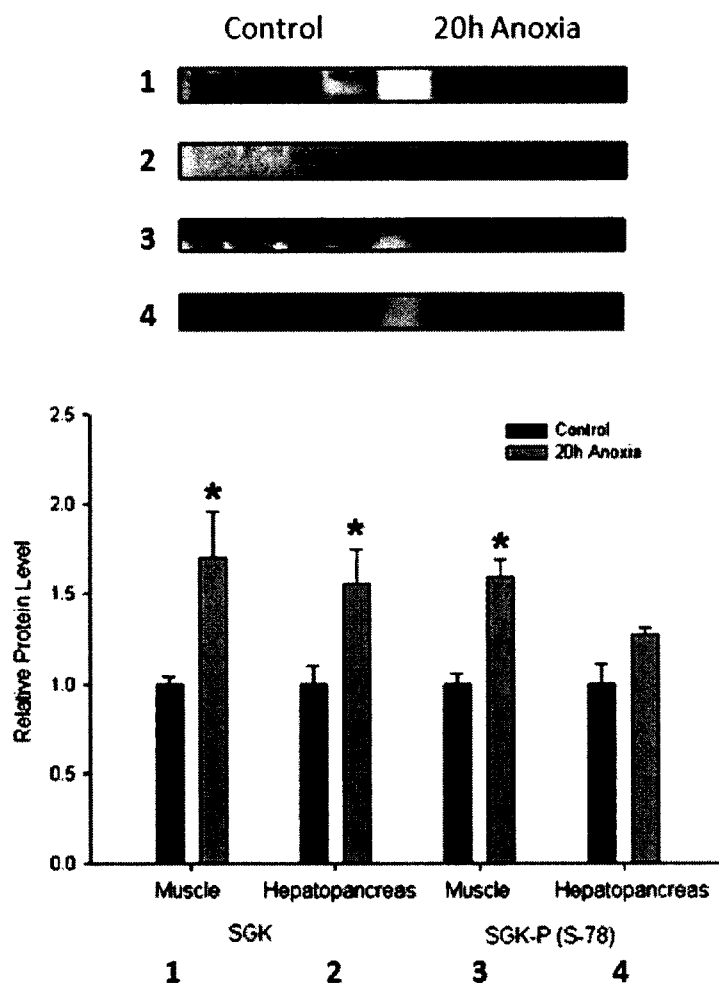 Control 20h Anoxia
1
2
3
4
2.5
Control
20h Anoxia
2.0
* * *
1.5
1.0
0.5
0.0
Relative Protein Level
Muscle Hepatopancreas Muscle Hepatopancreas
SGK SGK-P (S-78)
1 2 3 4